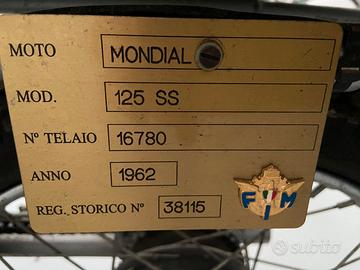 MOTO MONDIAL
MOD. 125 SS
N° TELAIO 16780
ANNO 1962
REG. STORICO N° 38115
FMI
subito